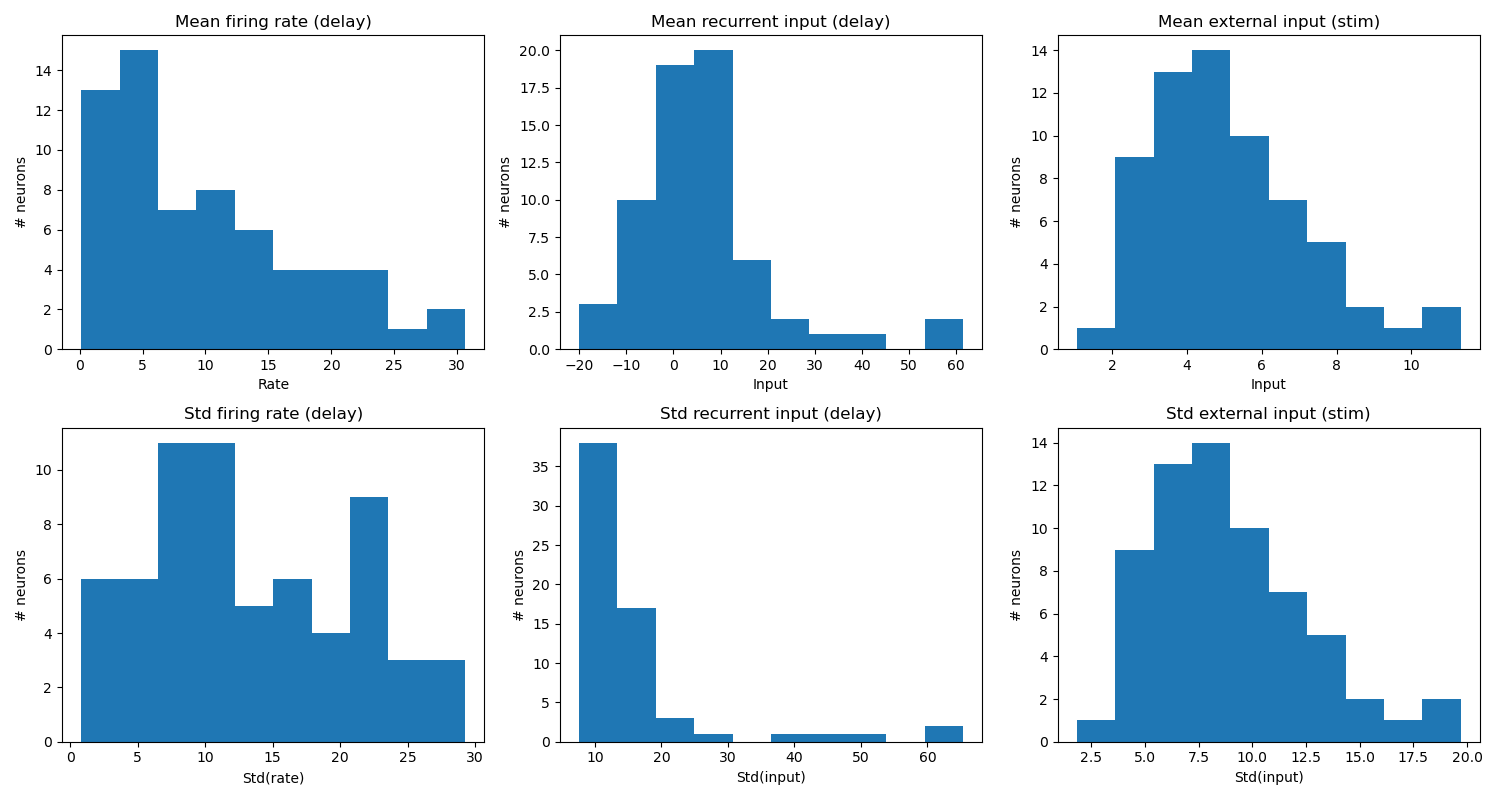 Mean firing rate (delay)
# neurons
0 2 4 6 8 10 12 14
0 5 10 15 20 25 30
Rate
Mean recurrent input (delay)
# neurons
0.0 2.5 5.0 7.5 10.0 12.5 15.0 17.5 20.0
−20 −10 0 10 20 30 40 50 60
Input
Mean external input (stim)
# neurons
0 2 4 6 8 10 12 14
2 4 6 8 10
Input
Std firing rate (delay)
# neurons
0 2 4 6 8 10
0 5 10 15 20 25 30
Std(rate)
Std recurrent input (delay)
# neurons
0 5 10 15 20 25 30 35
10 20 30 40 50 60
Std(input)
Std external input (stim)
# neurons
0 2 4 6 8 10 12 14
2.5 5.0 7.5 10.0 12.5 15.0 17.5 20.0
Std(input)